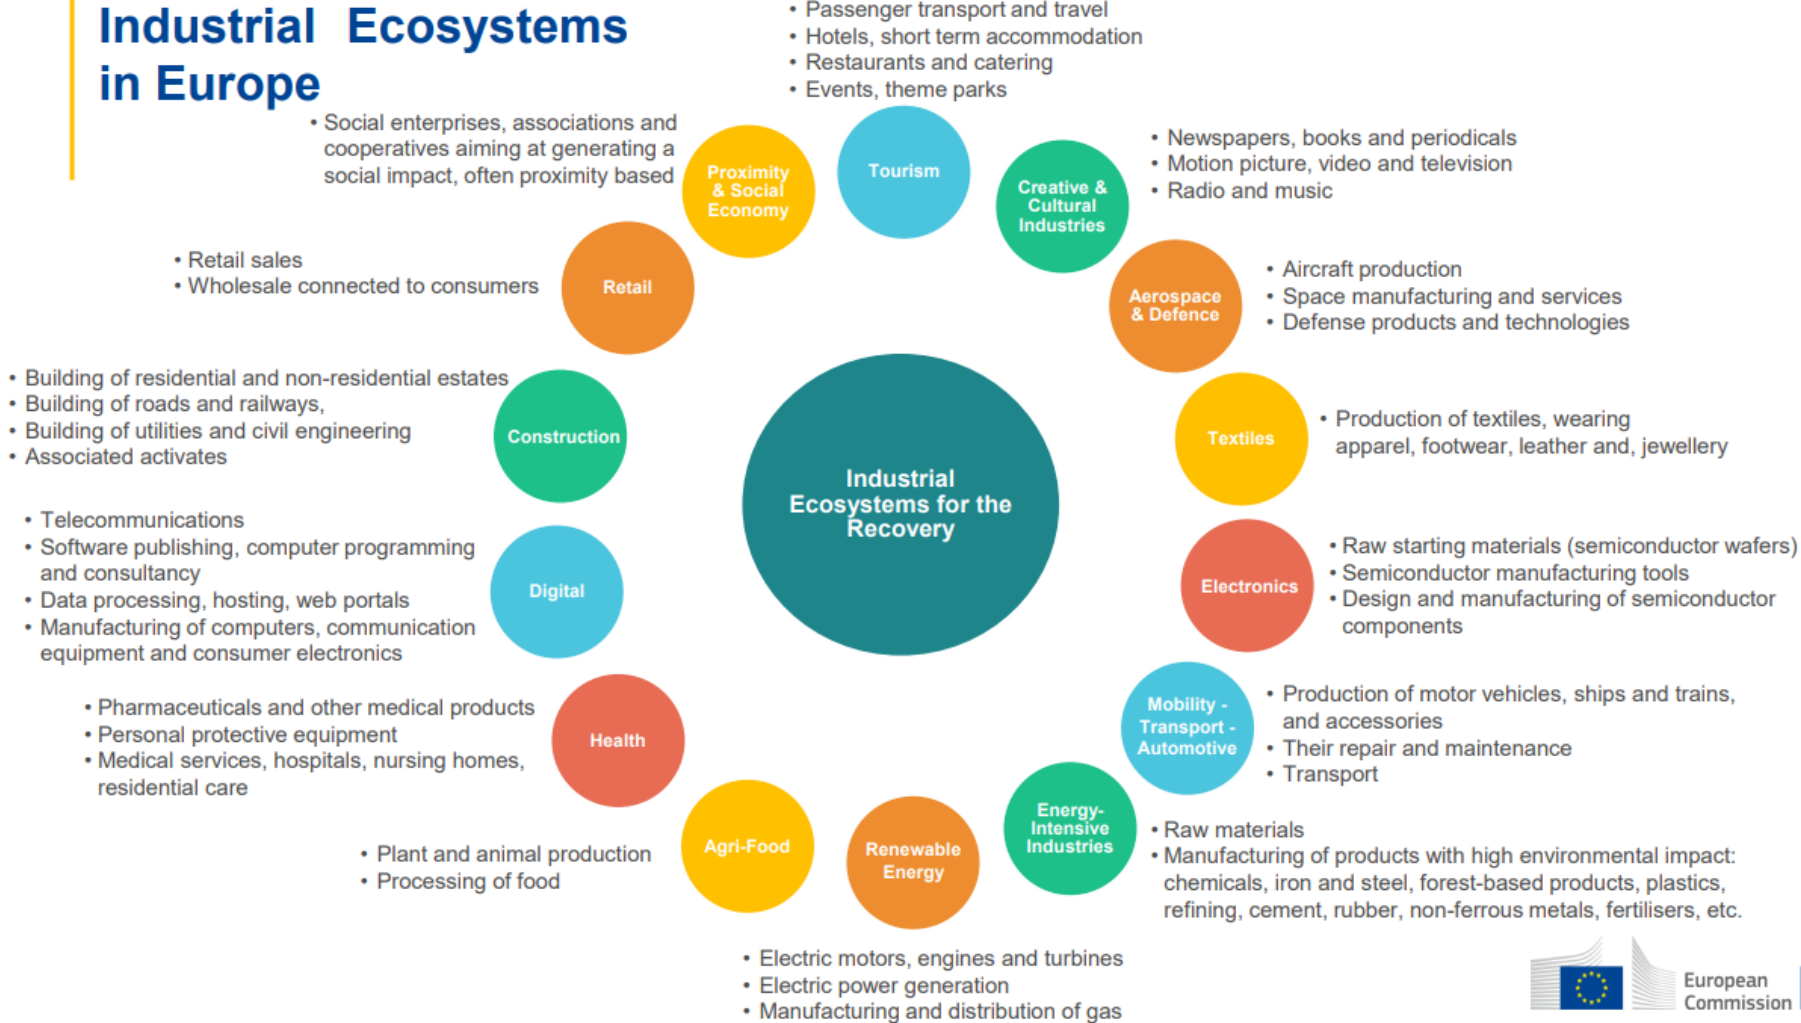 Industrial Ecosystems
in Europe
• Passenger transport and travel
• Hotels, short term accommodation
• Restaurants and catering
• Events, theme parks
Tourism
• Newspapers, books and periodicals
• Motion picture, video and television
• Radio and music
Creative &
Cultural
Industries
• Aircraft production
• Space manufacturing and services
• Defense products and technologies
Aerospace
& Defence
• Production of textiles, wearing
apparel, footwear, leather and, jewellery
Textiles
• Raw starting materials (semiconductor wafers)
• Semiconductor manufacturing tools
• Design and manufacturing of semiconductor
components
Electronics
• Production of motor vehicles, ships and trains,
and accessories
• Their repair and maintenance
• Transport
Mobility -
Transport -
Automotive
• Raw materials
• Manufacturing of products with high environmental impact:
chemicals, iron and steel, forest-based products, plastics,
refining, cement, rubber, non-ferrous metals, fertilisers, etc.
Energy-
Intensive
Industries
Renewable
Energy
• Electric motors, engines and turbines
• Electric power generation
• Manufacturing and distribution of gas
Agri-Food
• Plant and animal production
• Processing of food
Health
• Pharmaceuticals and other medical products
• Personal protective equipment
• Medical services, hospitals, nursing homes,
residential care
Digital
• Telecommunications
• Software publishing, computer programming
and consultancy
• Data processing, hosting, web portals
• Manufacturing of computers, communication
equipment and consumer electronics
Construction
• Building of residential and non-residential estates
• Building of roads and railways,
• Building of utilities and civil engineering
• Associated activates
Retail
• Retail sales
• Wholesale connected to consumers
Proximity
& Social
Economy
• Social enterprises, associations and
cooperatives aiming at generating a
social impact, often proximity based
Industrial
Ecosystems for the
Recovery
European
Commission